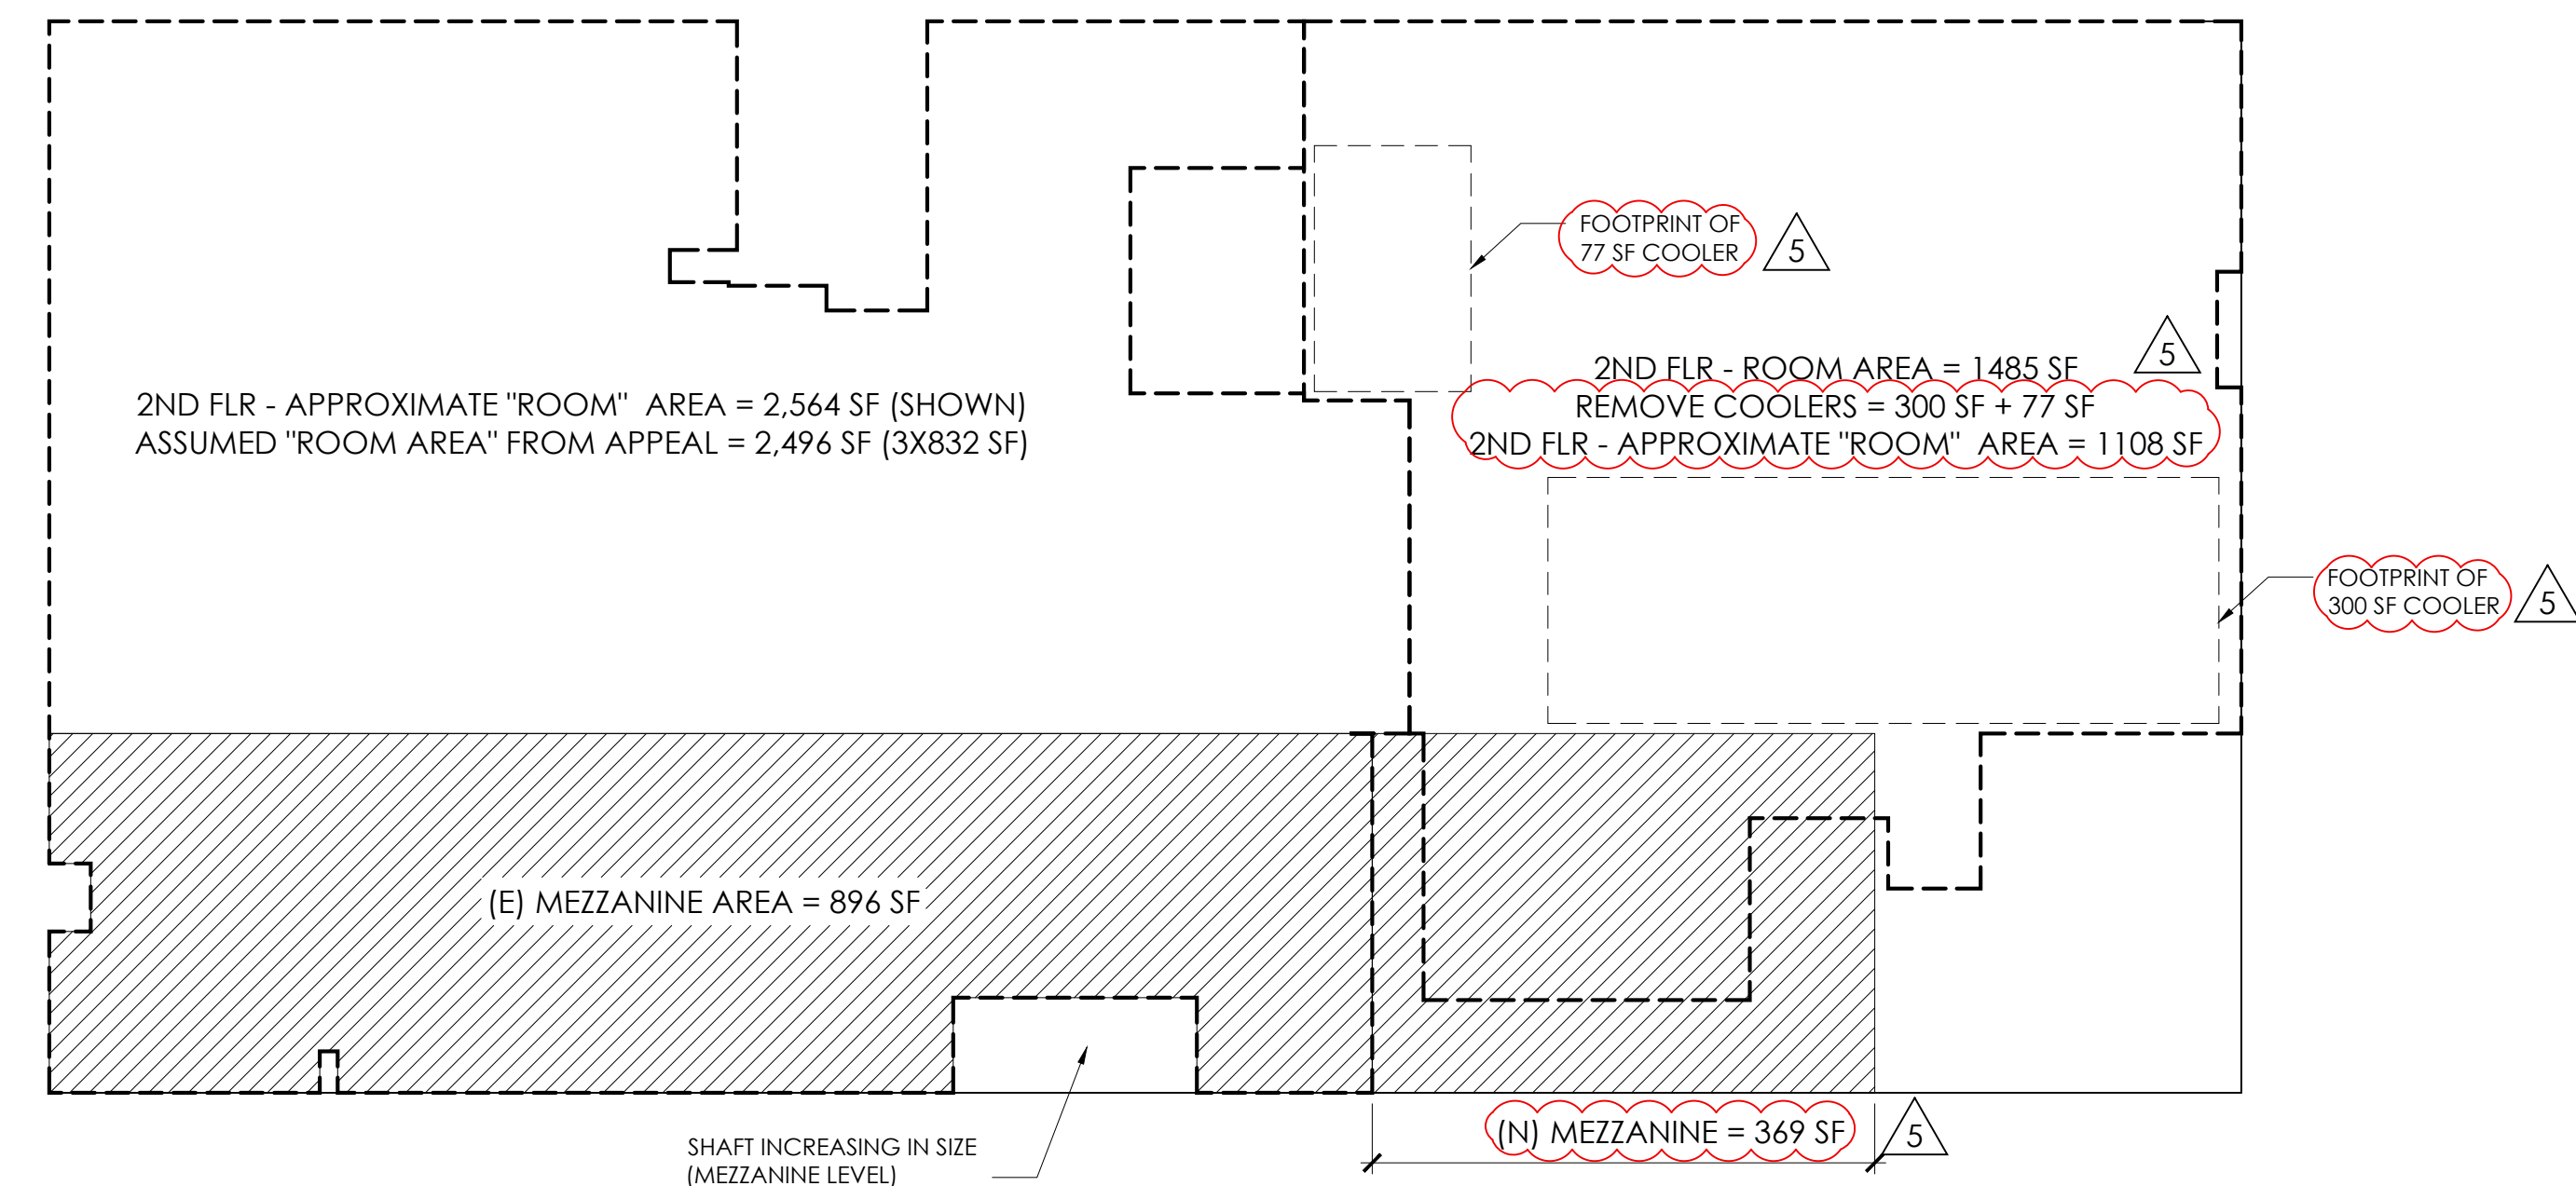 FOOTPRINT OF
77 SF COOLER
5
2ND FLR - ROOM AREA = 1485 SF
5
REMOVE COOLERS = 300 SF + 77 SF
2ND FLR - APPROXIMATE "ROOM" AREA = 1108 SF
2ND FLR - APPROXIMATE "ROOM" AREA = 2,564 SF (SHOWN)
ASSUMED "ROOM AREA" FROM APPEAL = 2,496 SF (3X832 SF)
FOOTPRINT OF
300 SF COOLER
5
(E) MEZZANINE AREA = 896 SF
(N) MEZZANINE = 369 SF
5
SHAFT INCREASING IN SIZE
(MEZZANINE LEVEL)